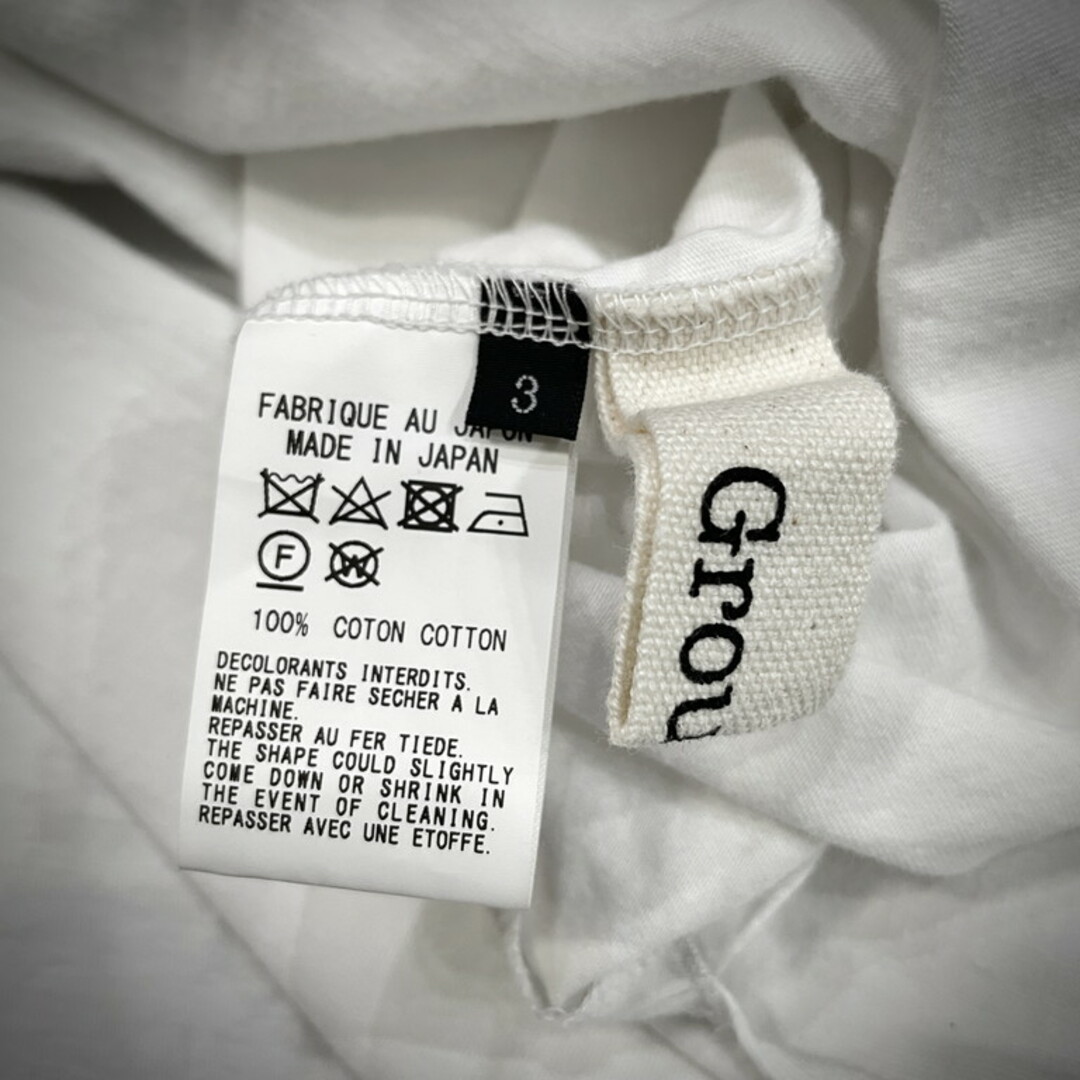 3
FABRIQUE AU JAPON
MADE IN JAPAN
F
W
100% COTON COTTON
DECOLORANTS INTERDITS.
NE PAS FAIRE SECHER A LA
MACHINE.
REPASSER AU FER TIEDE.
THE SHAPE COULD SLIGHTLY
COME DOWN OR SHRINK IN
THE EVENT OF CLEANING.
REPASSER AVEC UNE ETOFFE.